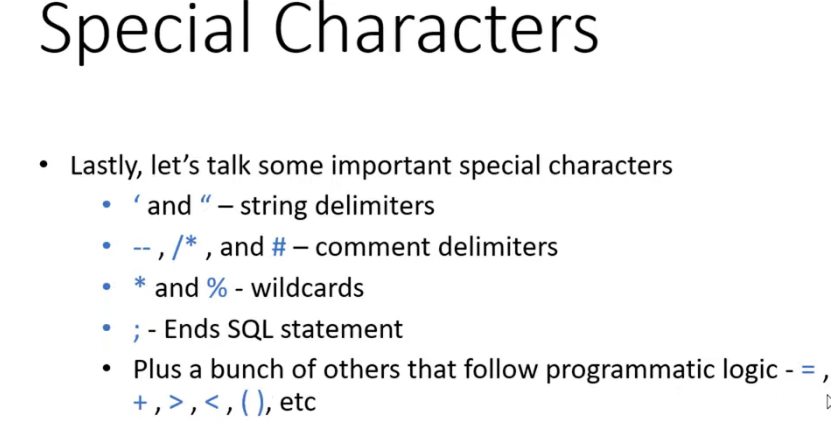 Special Characters
• Lastly, let’s talk some important special characters
• ‘ and “ – string delimiters
• -- , /* , and # – comment delimiters
• * and % - wildcards
• ; - Ends SQL statement
• Plus a bunch of others that follow programmatic logic - = ,
+ , > , < , ( ), etc